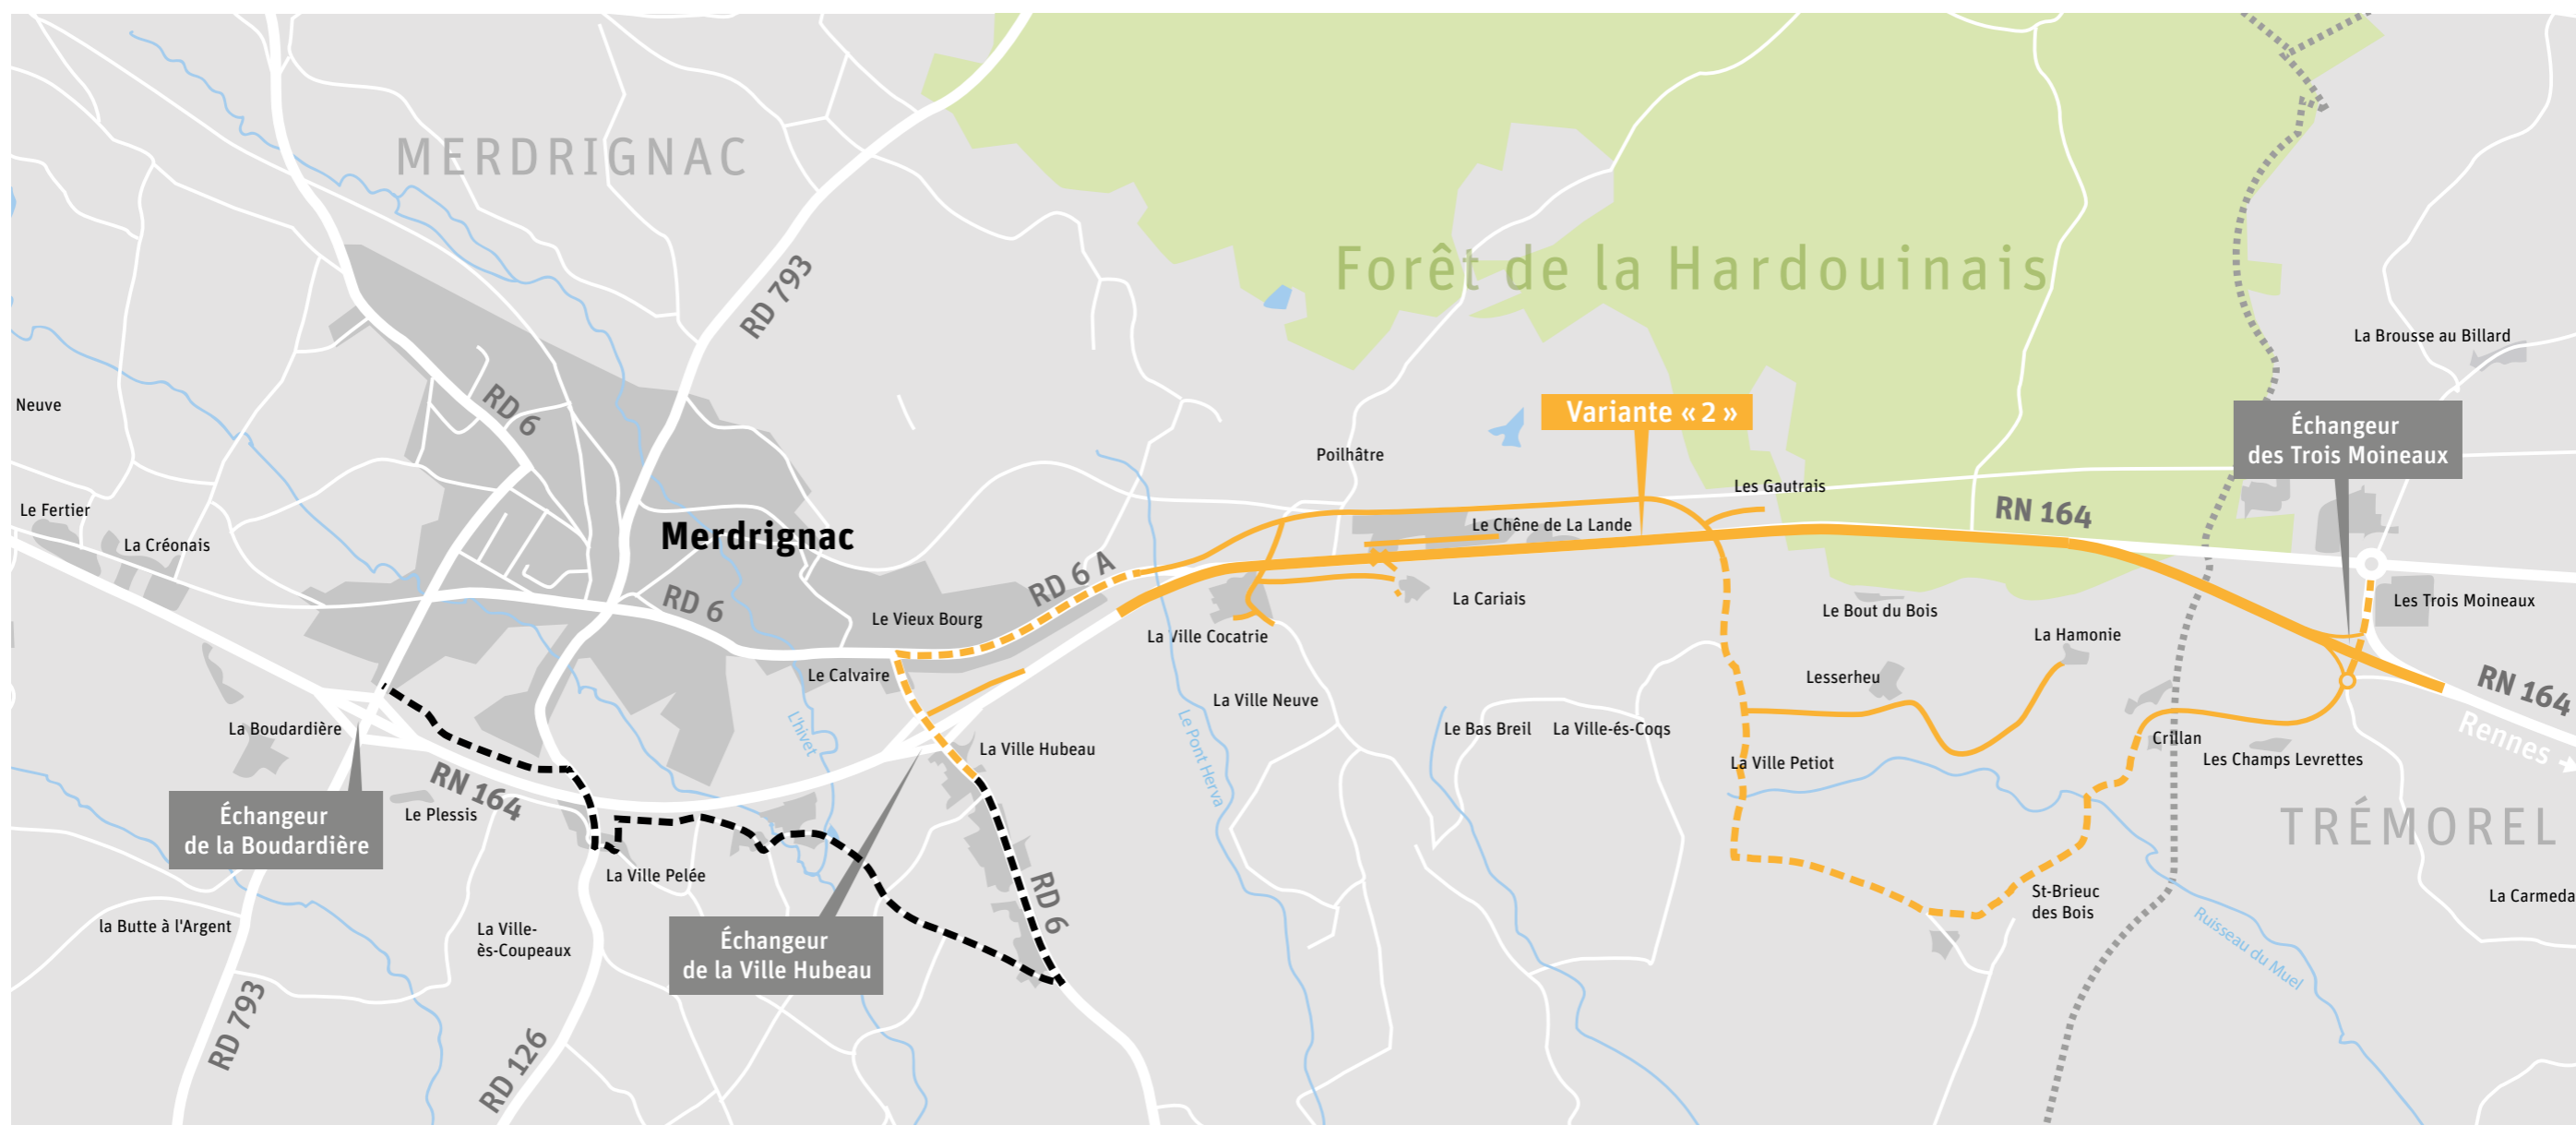 MERDRIGNAC
RD 793
Forêt de la Hardouinais
La Brousse au Billard
Neuve
RD 6
Variante « 2 »
Échangeur
des Trois Moineaux
Poilhâtre
Les Gautrais
Le Fertier
RN 164
Le Chêne de La Lande
Merdrignac
La Créonais
RD 6 A
RD 6
La Cariais
Les Trois Moineaux
Le Bout du Bois
Le Vieux Bourg
La Ville Cocatrie
La Hamonie
Le Calvaire
Lesserheu
RN 164
La Ville Neuve
La Boudardière
L'hivet
Le Pont Herva
Le Bas Breil
La Ville-és-Coqs
Rennes
La Ville Hubeau
Crillan
La Ville Petiot
Les Champs Levrettes
RN 164
Le Plessis
Échangeur
de la Boudardière
TRÉMOREL
La Ville Pelée
RD 6
St-Brieuc
des Bois
La Carmeda
la Butte à l'Argent
La Ville-
ès-Coupeaux
Échangeur
de la Ville Hubeau
Ruisseau du Muel
RD 793
RD 126